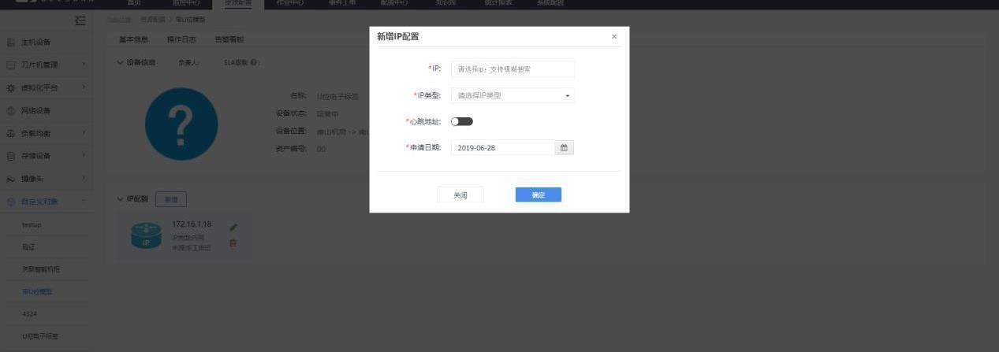 首页 监控中心 资源配置 作业中心 事件工单 配置中心 知识库 统计报表 系统配置
资源配置 > 带U位模型
主机设备
刀片机管理
虚拟化平台
网络设备
负载均衡
存储设备
摄像头
自定义对象
testup
验证
关联智能机柜
带U位模型
4324
U位电子标签
基本信息 操作日志 告警看板
设备信息 负责人: SLA级别 :
?
名称: U位电子标签
设备状态: 运营中
设备位置: 南山机房 -> 南山
资产编号: 00
IP配置 新增
IP
172.16.1.18
IP类型:内网
来源:手工绑定
新增IP配置 ×
*IP: 请选择ip，支持模糊搜索
*IP类型: 请选择IP类型
*心跳地址:
*申请日期: 2019-06-28
关闭 确定